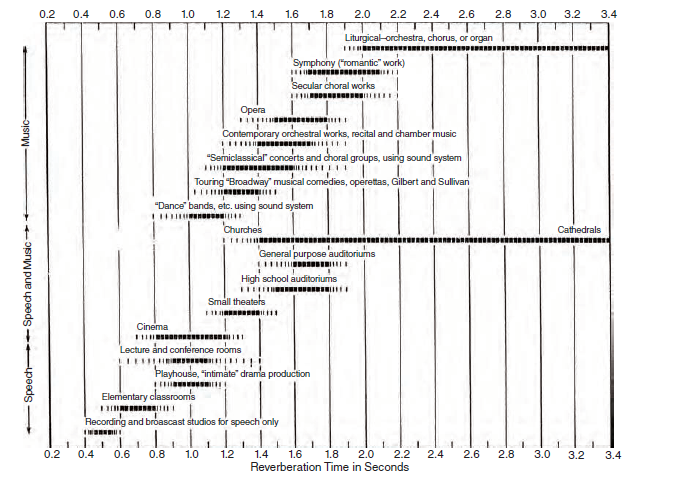 0.2 0.4 0.6 0.8 1.0 1.2 1.4 1.6 1.8 2.0 2.2 2.4 2.6 2.8 3.0 3.2 3.4
Liturgical–orchestra, chorus, or organ
Symphony (“romantic” work)
Secular choral works
Opera
Contemporary orchestral works, recital and chamber music
“Semiclassical” concerts and choral groups, using sound system
Touring “Broadway” musical comedies, operettas, Gilbert and Sullivan
“Dance” bands, etc. using sound system
Music
Churches Cathedrals
General purpose auditoriums
High school auditoriums
Small theaters
Cinema
Speech and Music
Lecture and conference rooms
Playhouse, “intimate” drama production
Elementary classrooms
Recording and broascast studios for speech only
Speech
0.2 0.4 0.6 0.8 1.0 1.2 1.4 1.6 1.8 2.0 2.2 2.4 2.6 2.8 3.0 3.2 3.4
Reverberation Time in Seconds